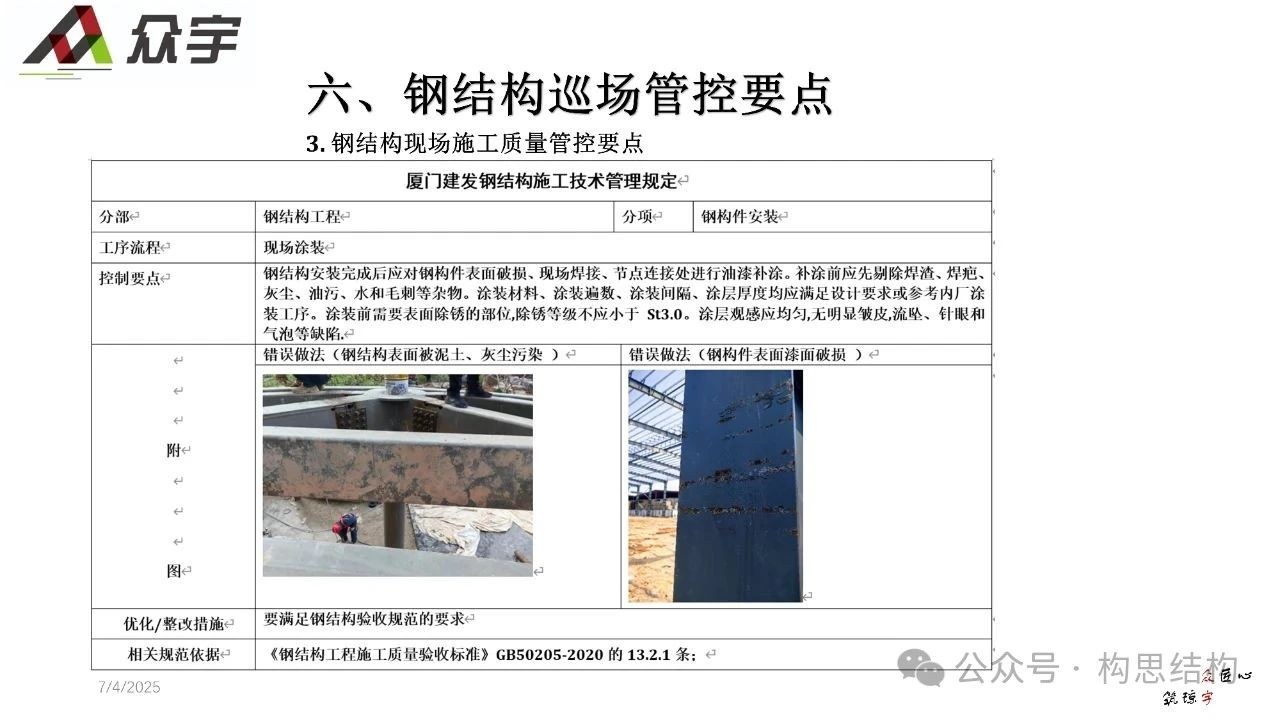 众宇
六、钢结构巡场管控要点
3. 钢结构现场施工质量管控要点
厦门建发钢结构施工技术管理规定
分部 钢结构工程 分项 钢构件安装
工序流程 现场涂装
控制要点
钢结构安装完成后应对钢构件表面破损、现场焊接、节点连接处进行油漆补涂。补涂前应先剔除焊渣、焊疤、
灰尘、油污、水和毛刺等杂物。涂装材料、涂装遍数、涂装间隔、涂层厚度均应满足设计要求或参考内厂涂
装工序。涂装前需要表面除锈的部位,除锈等级不应小于 St3.0。涂层观感应均匀,无明显皱皮,流坠、针眼和
气泡等缺陷.
附
图
错误做法（钢结构表面被泥土、灰尘污染 ） 错误做法（钢构件表面漆面破损 ）
优化/整改措施 要满足钢结构验收规范的要求
相关规范依据 《钢结构工程施工质量验收标准》GB50205-2020 的 13.2.1 条；
7/4/2025
公众号 · 构思结构
众 匠心
筑 琼 宇